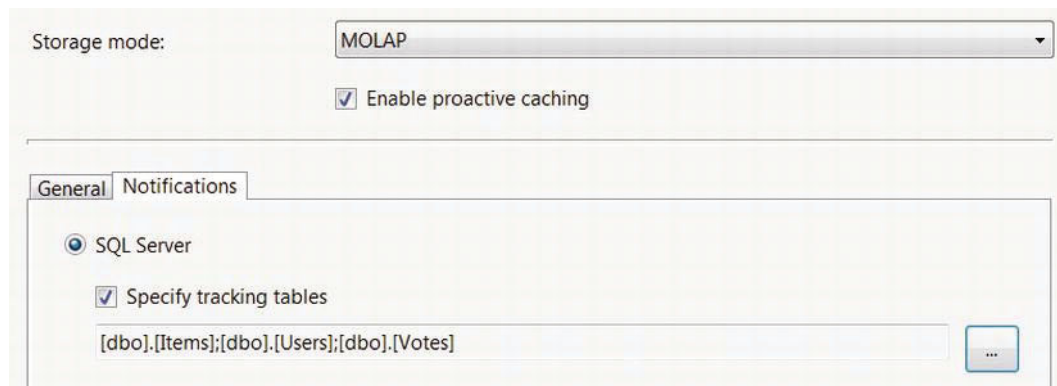 Storage mode:
MOLAP
Enable proactive caching
General
Notifications
SQL Server
Specify tracking tables
[dbo].[Items];[dbo].[Users];[dbo].[Votes]
...